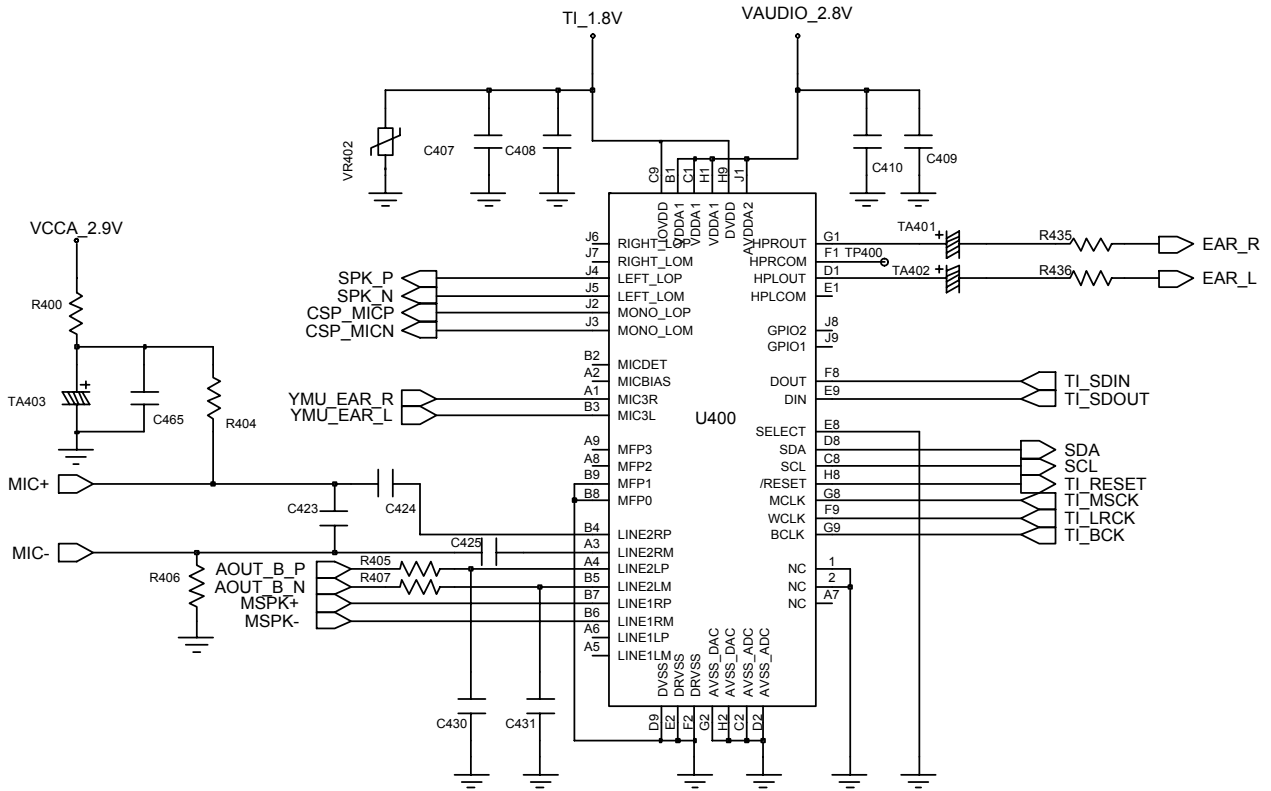 TI_1.8V
VAUDIO_2.8V
VR402
C407
C408
C410
C409
C9
B1
C1
H1
H9
J1
IOVDD
VDDA1
VDDA1
VDDA1
DVDD
AVDDA2
VCCA_2.9V
R400
TA403
C465
R404
J6 RIGHT_LOP
J7 RIGHT_LOM
SPK_P J4 LEFT_LOP
SPK_N J5 LEFT_LOM
CSP_MICP J2 MONO_LOP
CSP_MICN J3 MONO_LOM
B2 MICDET
A2 MICBIAS
YMU_EAR_R A1 MIC3R
YMU_EAR_L B3 MIC3L
A9 MFP3
A8 MFP2
B9 MFP1
B8 MFP0
U400
MIC+
C423
C424
B4 LINE2RP
MIC-
C425
A3 LINE2RM
R406
AOUT_B_P R405 A4 LINE2LP
AOUT_B_N R407 B5 LINE2LM
MSPK+ B7 LINE1RP
MSPK- B6 LINE1RM
A6 LINE1LP
A5 LINE1LM
HPROUT G1 TA401 + R435 EAR_R
HPRCOM F1 TP400
HPLOUT D1 TA402 + R436 EAR_L
HPLCOM E1
GPIO2 J8
GPIO1 J9
DOUT F8 TI_SDIN
DIN E9 TI_SDOUT
SELECT E8
SDA D8 SDA
SCL C8 SCL
/RESET H8 TI_RESET
MCLK G8 TI_MSCK
WCLK F9 TI_LRCK
BCLK G9 TI_BCK
NC 1
NC 2
NC A7
+
DVSS
DRVSS
DRVSS
AVSS_DAC
AVSS_DAC
AVSS_ADC
AVSS_ADC
D9
E2
F2
G2
H2
C2
D2
C430
C431